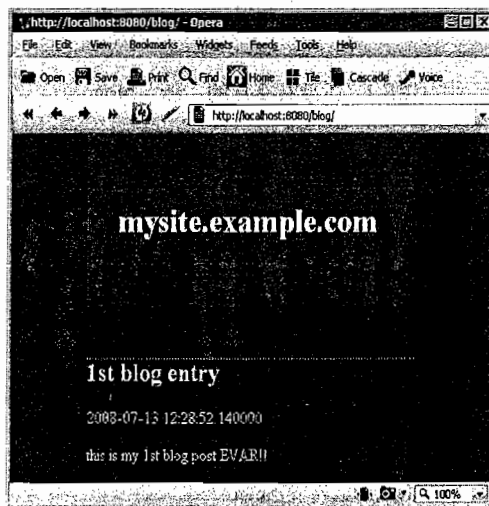 http://localhost:8080/blog/ - Opera
File Edit View Bookmarks Widgets Feeds Tools Help
Open Save Print Find Home Tile Cascade Voice
http://localhost:8080/blog/
mysite.example.com
1st blog entry
2008-07-13 12:28:52.140000
this is my 1st blog post EVAR!!
100%